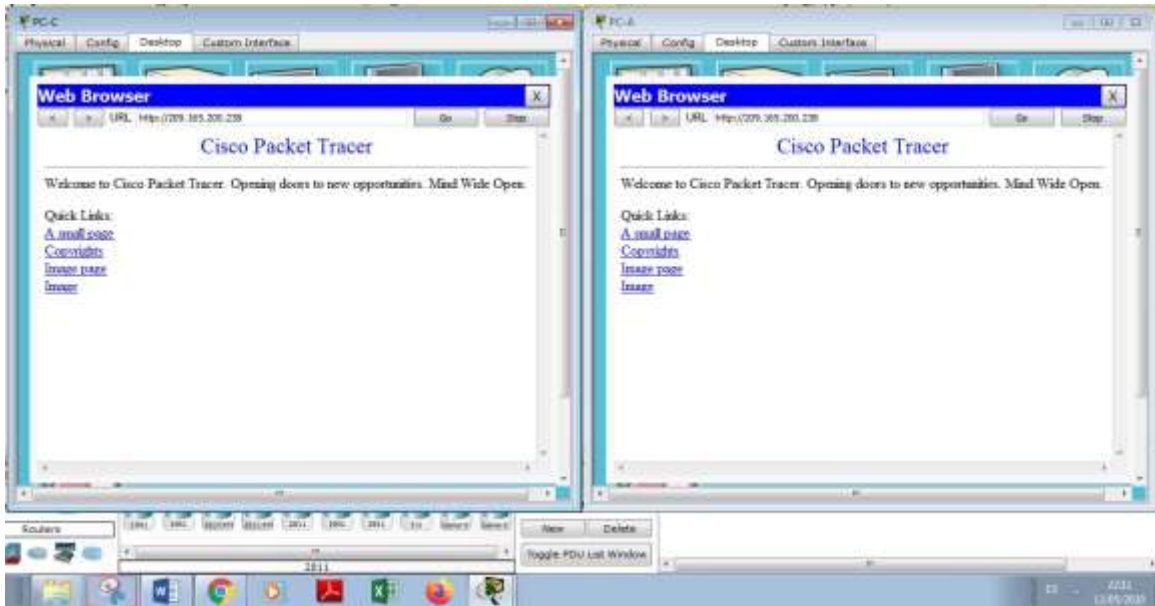 PC-C
Physical Config Desktop Custom Interface
Web Browser
X
< > URL Go Stop
Cisco Packet Tracer
Welcome to Cisco Packet Tracer. Opening doors to new opportunities. Mind Wide Open.
Quick Links:
A small page
Copyrights
Image page
Image
PC-A
Physical Config Desktop Custom Interface
Web Browser
X
< > URL Go Stop
Cisco Packet Tracer
Welcome to Cisco Packet Tracer. Opening doors to new opportunities. Mind Wide Open.
Quick Links:
A small page
Copyrights
Image page
Image
Routers
New Delete
Toggle PDU List Window
2811
ES